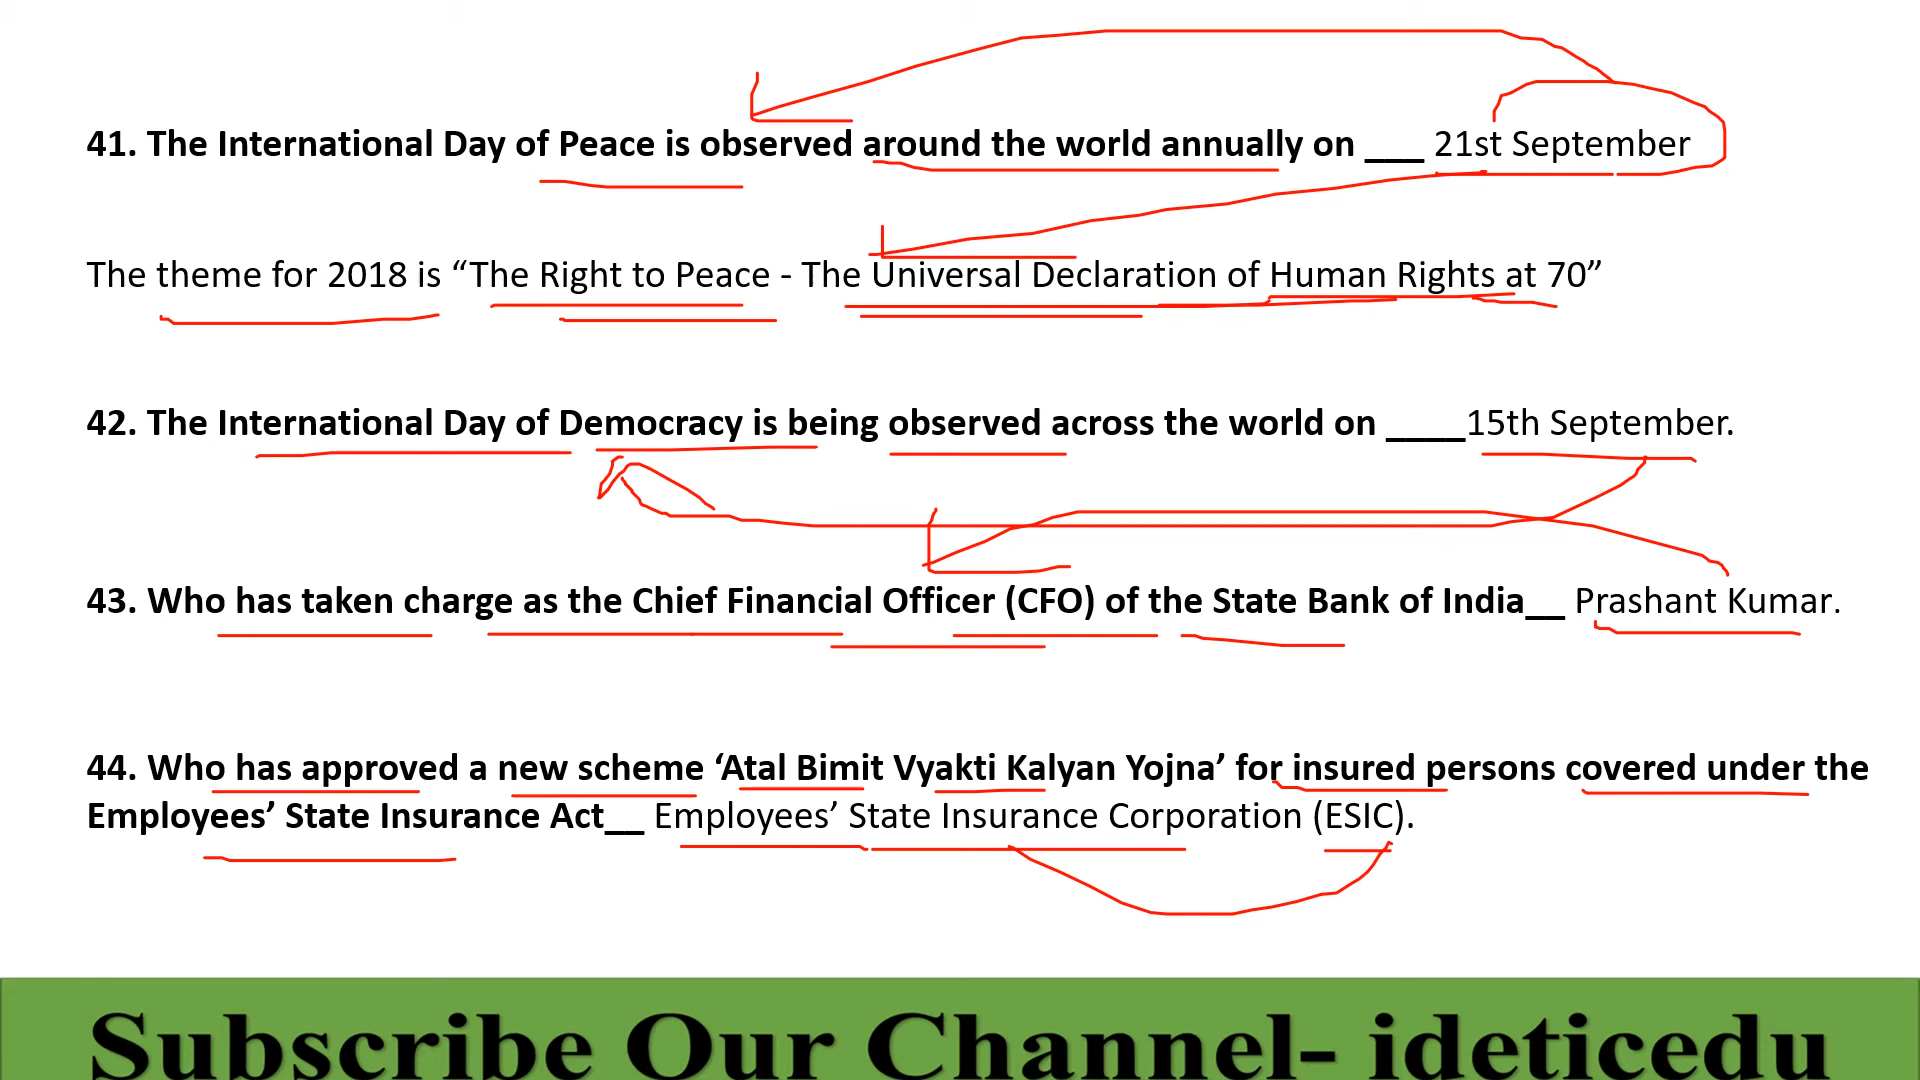 41. The International Day of Peace is observed around the world annually on ___ 21st September
The theme for 2018 is “The Right to Peace - The Universal Declaration of Human Rights at 70”
42. The International Day of Democracy is being observed across the world on ____15th September.
43. Who has taken charge as the Chief Financial Officer (CFO) of the State Bank of India__ Prashant Kumar.
44. Who has approved a new scheme ‘Atal Bimit Vyakti Kalyan Yojna’ for insured persons covered under the
Employees’ State Insurance Act__ Employees’ State Insurance Corporation (ESIC).
Subscribe Our Channel- ideticedu